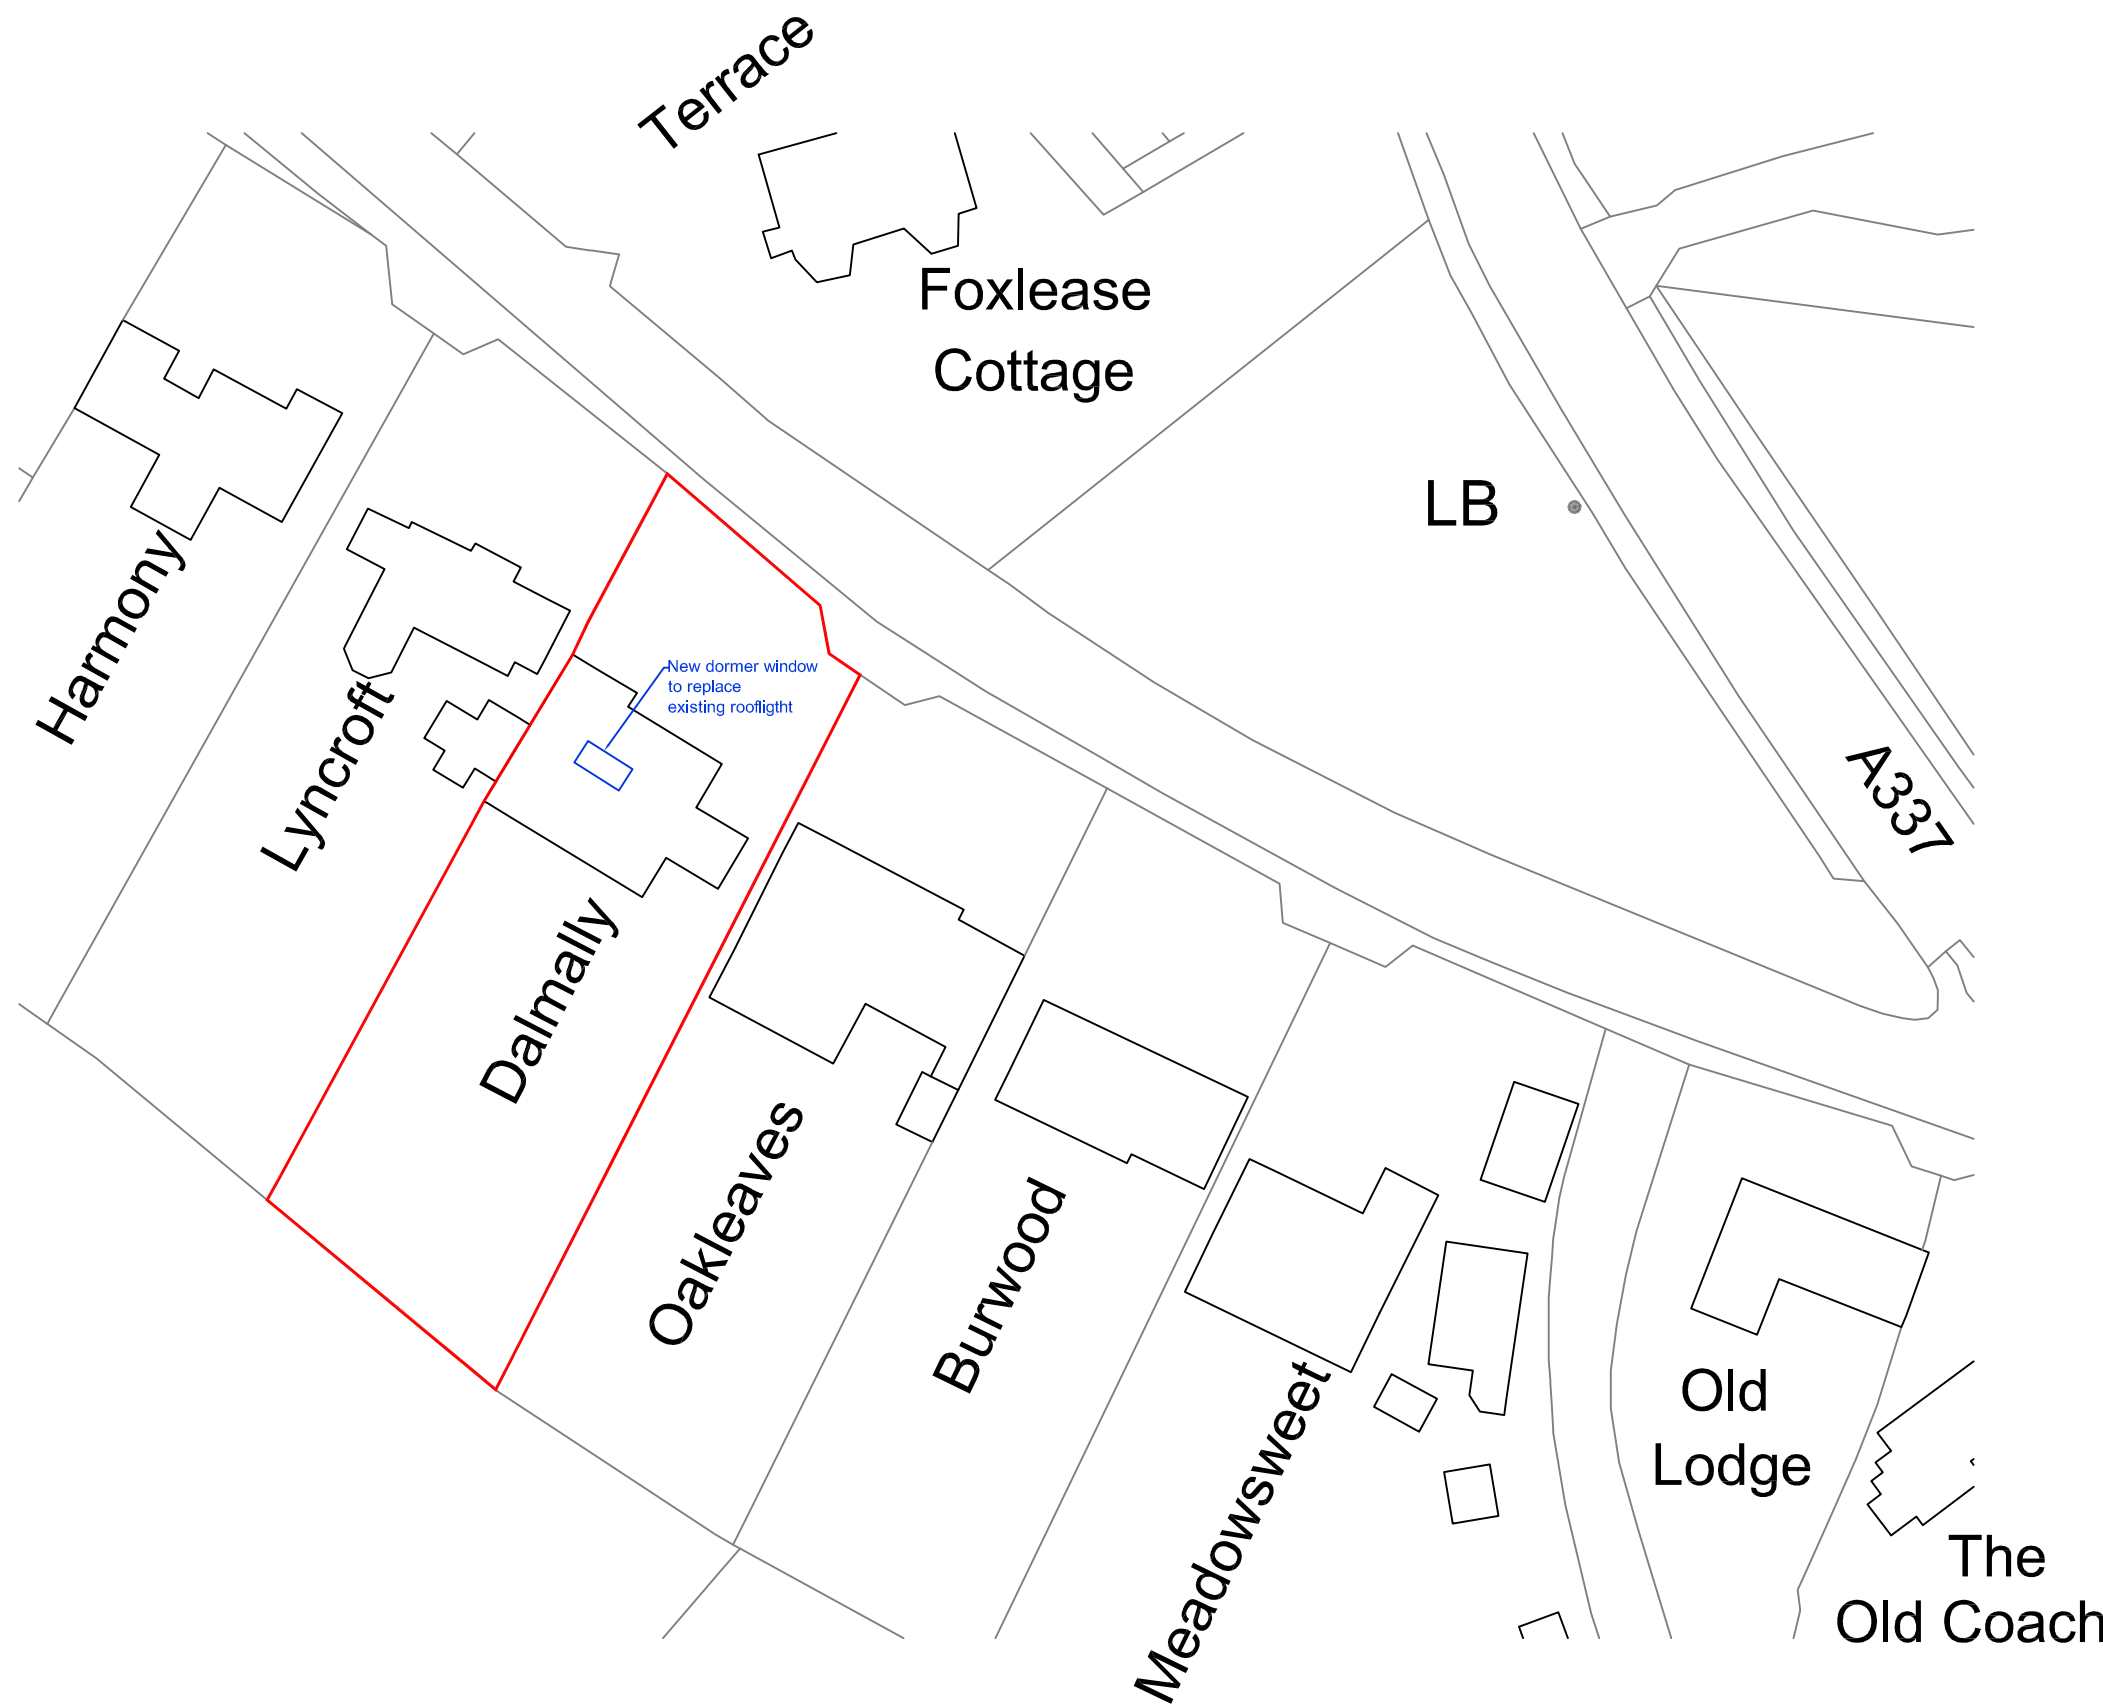 Terrace
Foxlease
Cottage
LB
A337
Harmony
Lyncroft
New dormer window
to replace
existing roofligtht
Dalmally
Oakleaves
Burwood
Meadowsweet
Old
Lodge
The
Old Coach